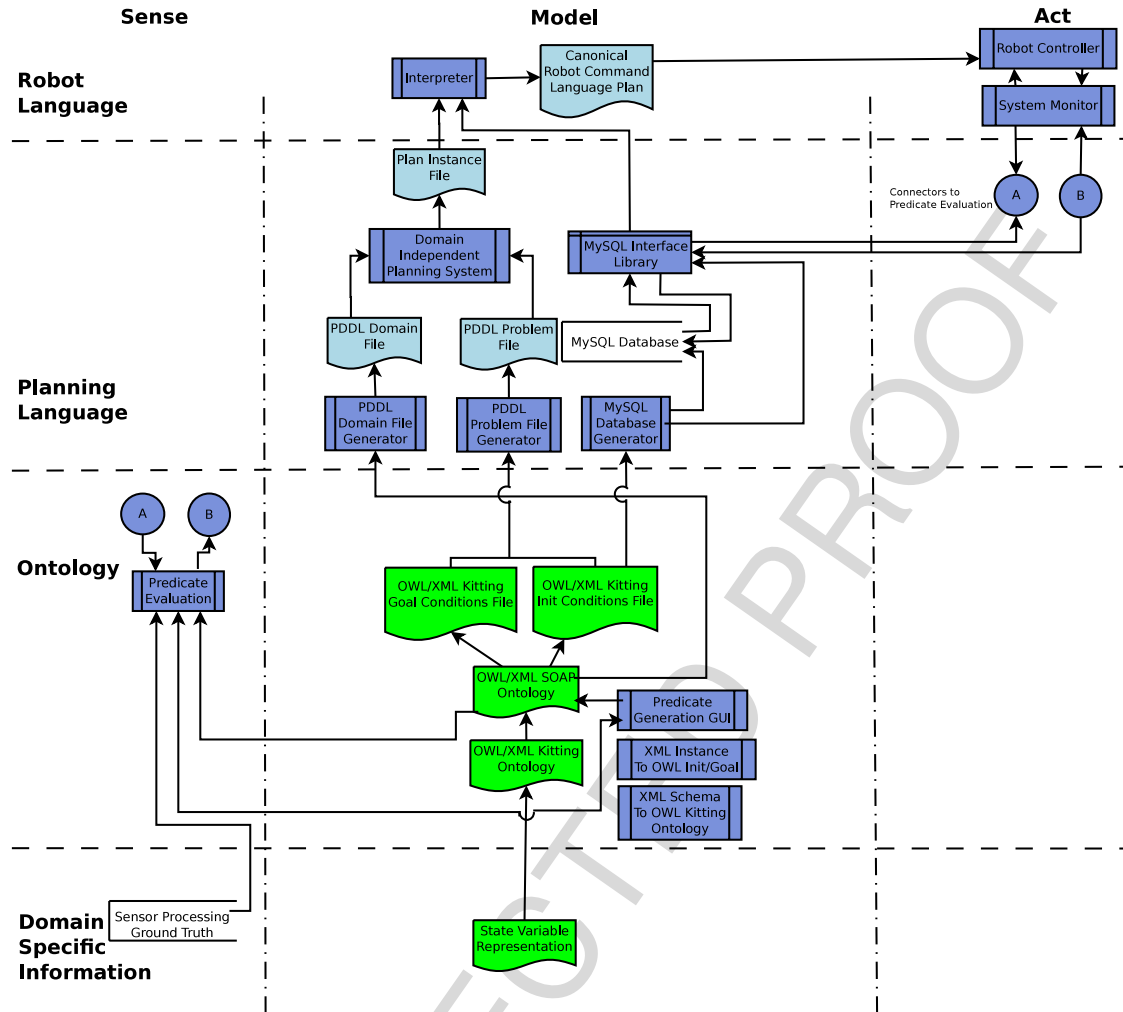 Sense
Model
Act
Robot
Language
Interpreter
Canonical
Robot Command
Language Plan
Robot Controller
System Monitor
Plan Instance
File
Connectors to
Predicate Evaluation
A
B
Domain
Independent
Planning System
MySQL Interface
Library
PDDL Domain
File
PDDL Problem
File
MySQL Database
Planning
Language
PDDL
Domain File
Generator
PDDL
Problem File
Generator
MySQL
Database
Generator
A
B
Ontology
Predicate
Evaluation
OWL/XML Kitting
Goal Conditions File
OWL/XML Kitting
Init Conditions File
OWL/XML SOAP
Ontology
Predicate
Generation GUI
OWL/XML Kitting
Ontology
XML Instance
To OWL Init/Goal
XML Schema
To OWL Kitting
Ontology
Domain
Specific
Information
Sensor Processing
Ground Truth
State Variable
Representation
ECTED PROOF